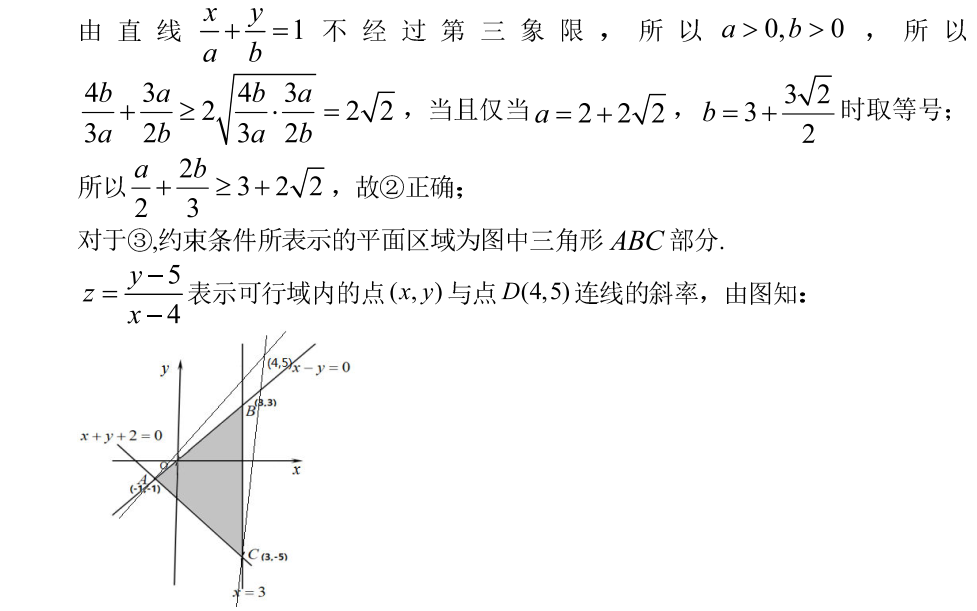 由直线 x/a + y/b = 1 不经过第三象限，所以 a > 0, b > 0，所以
4b/3a + 3a/2b ≥ 2√(4b/3a · 3a/2b) = 2√2，当且仅当 a = 2 + 2√2，b = 3 + 3√2/2 时取等号；
所以 a/2 + 2b/3 ≥ 3 + 2√2，故②正确；
对于③,约束条件所表示的平面区域为图中三角形 ABC 部分.
z = (y−5)/(x−4) 表示可行域内的点 (x, y) 与点 D(4,5) 连线的斜率，由图知：
y
(4,5)
x − y = 0
B (3,3)
x + y + 2 = 0
O
x
A
(-1,-1)
C (3,-5)
x = 3